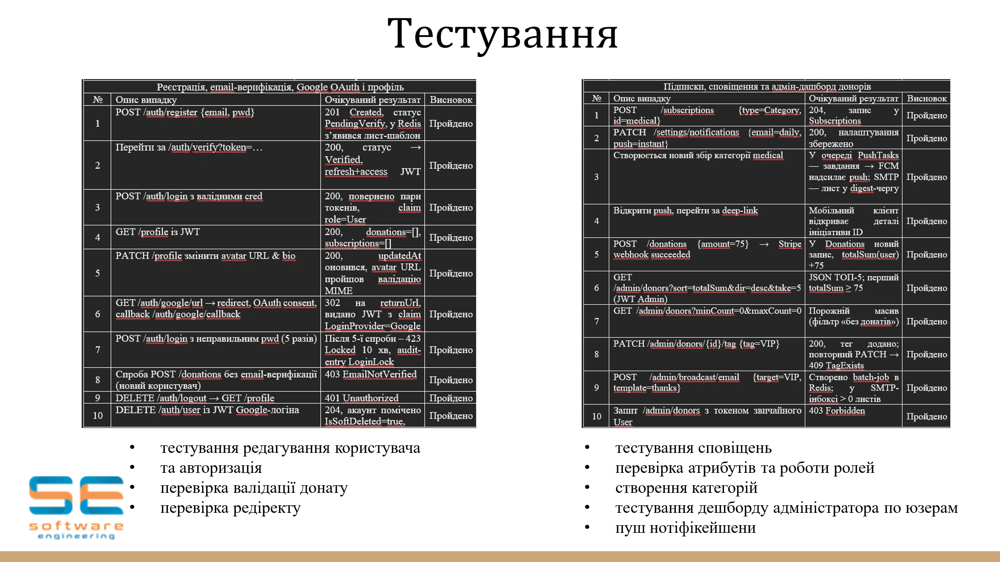 Тестування
Реєстрація, email-верифікація, Google OAuth і профіль
№ Опис випадку Очікуваний результат Висновок
1 POST /auth/register {email, pwd} 201 Created, статус PendingVerify, у Redis з’явився лист-шаблон Пройдено
2 Перейти за /auth/verify?token=… 200, статус → Verified, refresh+access JWT Пройдено
3 POST /auth/login з валідними cred 200, повернено пари токенів, claim role=User Пройдено
4 GET /profile із JWT 200, donations=[], subscriptions=[] Пройдено
5 PATCH /profile змінити avatar URL & bio 200, updatedAt оновився, avatar URL пройшов валідацію MIME Пройдено
6 GET /auth/google/url → redirect, OAuth consent, callback /auth/google/callback 302 на returnUrl, видано JWT з claim LoginProvider=Google Пройдено
7 POST /auth/login з неправильним pwd (5 разів) Після 5-ї спроби – 423 Locked 10 хв, audit-entry LoginLock Пройдено
8 Спроба POST /donations без email-верифікації (новий користувач) 403 EmailNotVerified Пройдено
9 DELETE /auth/logout → GET /profile 401 Unauthorized Пройдено
10 DELETE /auth/user із JWT Google-логіна 204, акаунт помічено IsSoftDeleted=true, Пройдено
Підписки, сповіщення та адмін-дашборд донорів
№ Опис випадку Очікуваний результат Висновок
1 POST /subscriptions {type=Category, id=medical} 204, запис у Subscriptions Пройдено
2 PATCH /settings/notifications {email=daily, push=instant} 200, налаштування збережено Пройдено
3 Створюється новий збір категорії medical У очереді PushTasks — завдання → FCM надсилає push; SMTP — лист у digest-чергу Пройдено
4 Відкрити push, перейти за deep-link Мобільний клієнт відкриває деталі ініціативи ID Пройдено
5 POST /donations {amount=75} → Stripe webhook succeeded У Donations новий запис, totalSum(user) +75 Пройдено
6 GET /admin/donors?sort=totalSum&dir=desc&take=5 (JWT Admin) JSON ТОП-5; перший totalSum ≥ 75 Пройдено
7 GET /admin/donors?minCount=0&maxCount=0 Порожній масив (фільтр «без донатів») Пройдено
8 PATCH /admin/donors/{id}/tag {tag=VIP} 200, тег додано; повторний PATCH → 409 TagExists Пройдено
9 POST /admin/broadcast/email {target=VIP, template=thanks} Створено batch-job в Redis; у SMTP-інбоксі > 0 листів Пройдено
10 Запит /admin/donors з токеном звичайного User 403 Forbidden Пройдено
• тестування редагування користувача
• та авторизація
• перевірка валідації донату
• перевірка редіректу
• тестування сповіщень
• перевірка атрибутів та роботи ролей
• створення категорій
• тестування дешборду адміністратора по юзерам
• пуш нотіфікейшени
SE
software
engineering